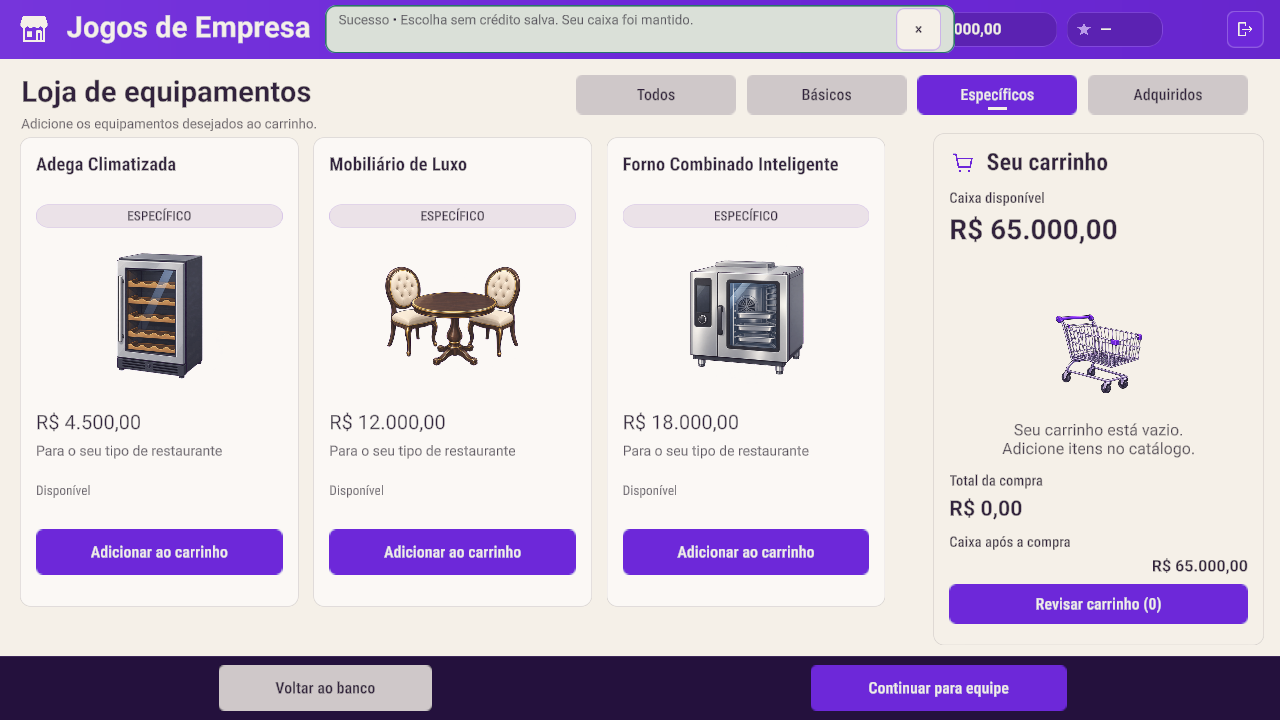 Jogos de Empresa
Sucesso • Escolha sem crédito salva. Seu caixa foi mantido.
×
000,00
—
Loja de equipamentos
Adicione os equipamentos desejados ao carrinho.
Todos
Básicos
Específicos
Adquiridos
Adega Climatizada
ESPECÍFICO
R$ 4.500,00
Para o seu tipo de restaurante
Disponível
Adicionar ao carrinho
Mobiliário de Luxo
ESPECÍFICO
R$ 12.000,00
Para o seu tipo de restaurante
Disponível
Adicionar ao carrinho
Forno Combinado Inteligente
ESPECÍFICO
R$ 18.000,00
Para o seu tipo de restaurante
Disponível
Adicionar ao carrinho
Seu carrinho
Caixa disponível
R$ 65.000,00
Seu carrinho está vazio.
Adicione itens no catálogo.
Total da compra
R$ 0,00
Caixa após a compra
R$ 65.000,00
Revisar carrinho (0)
Voltar ao banco
Continuar para equipe